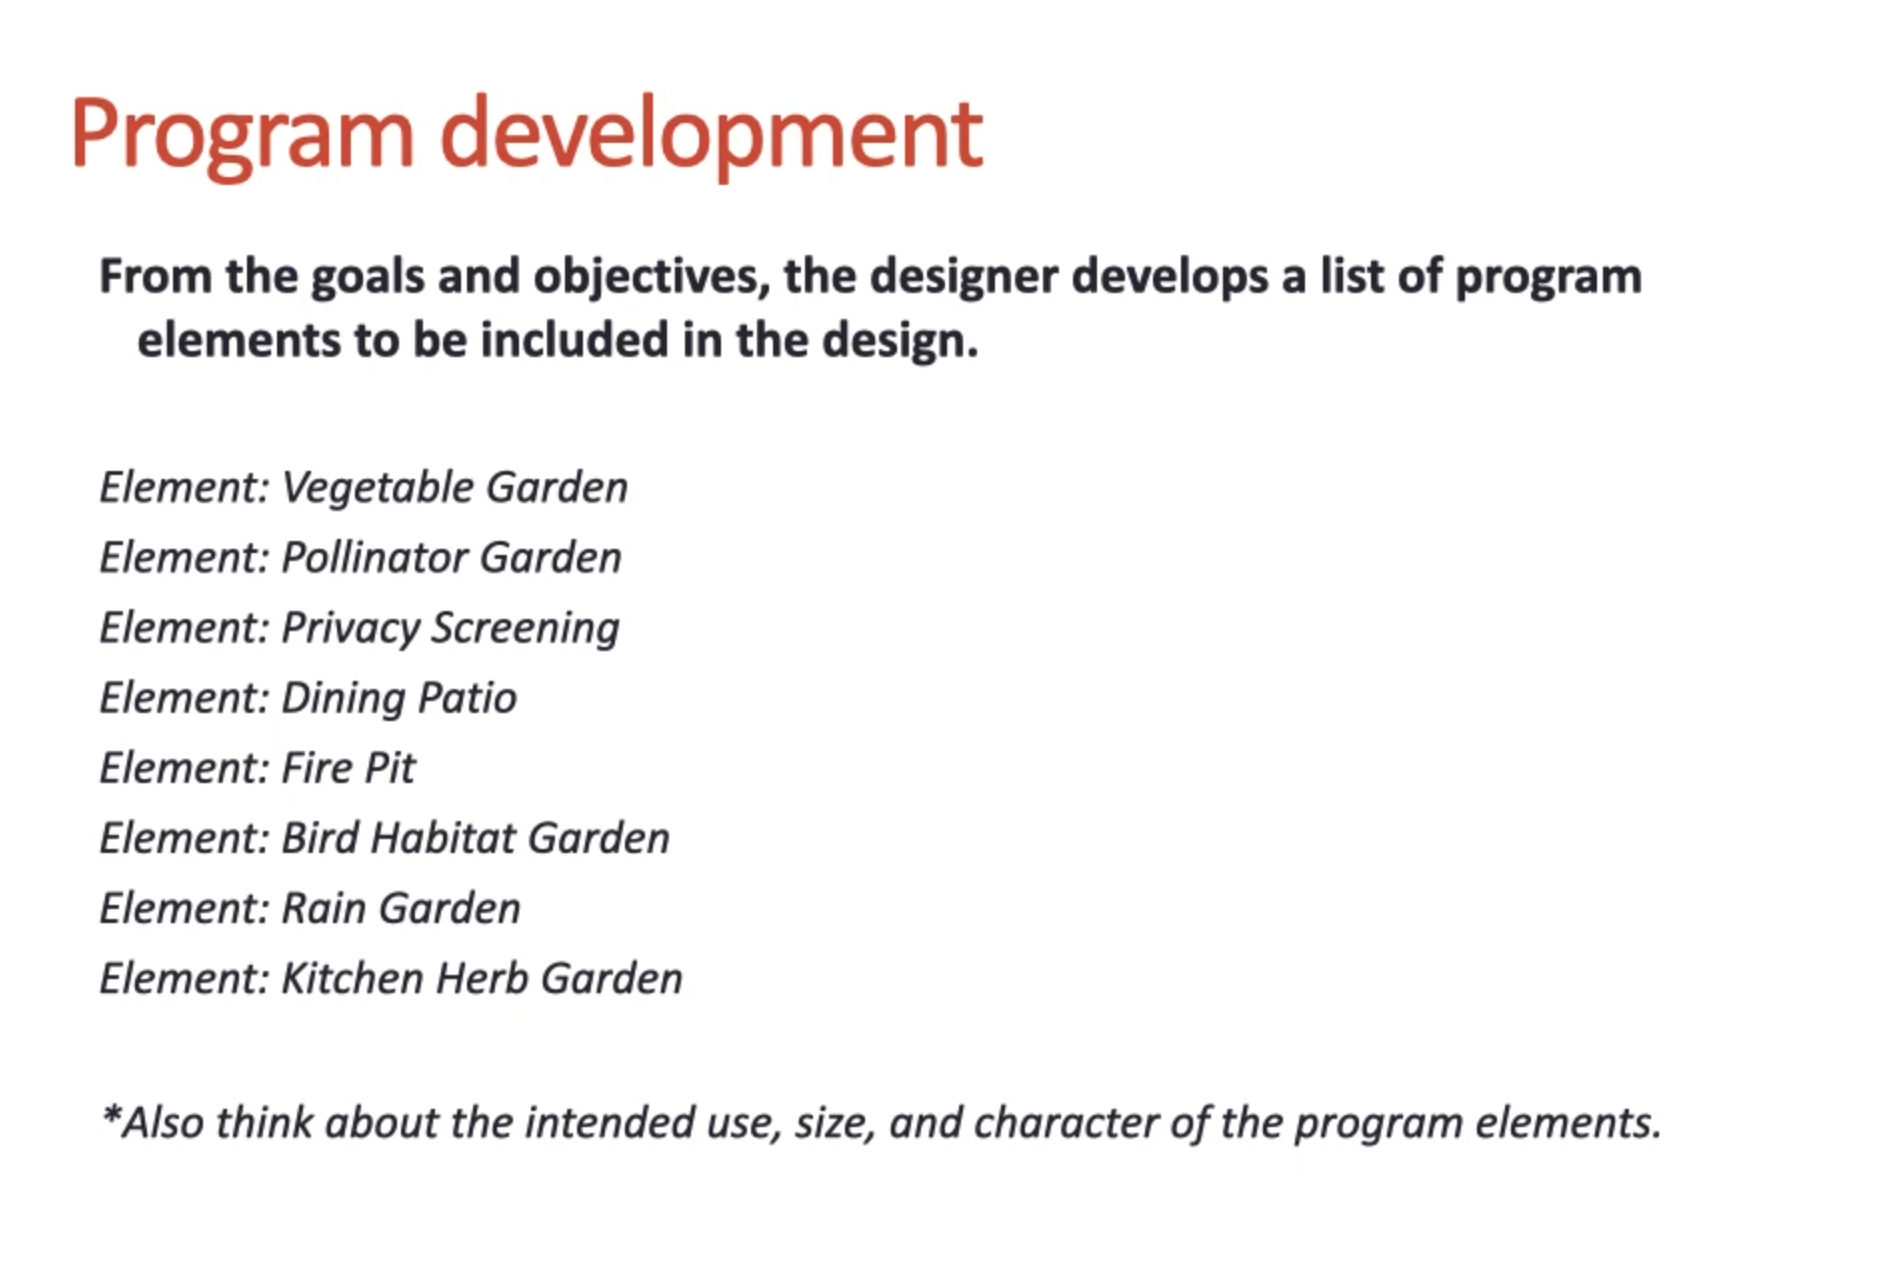 Program development
From the goals and objectives, the designer develops a list of program
elements to be included in the design.
Element: Vegetable Garden
Element: Pollinator Garden
Element: Privacy Screening
Element: Dining Patio
Element: Fire Pit
Element: Bird Habitat Garden
Element: Rain Garden
Element: Kitchen Herb Garden
*Also think about the intended use, size, and character of the program elements.